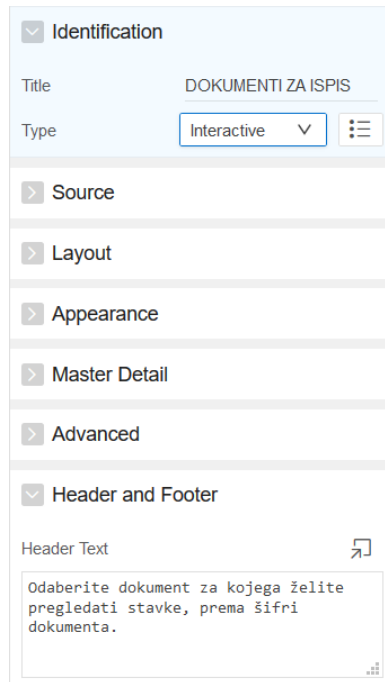 Identification
Title DOKUMENTI ZA ISPIS
Type Interactive
Source
Layout
Appearance
Master Detail
Advanced
Header and Footer
Header Text
Odaberite dokument za kojega želite
pregledati stavke, prema šifri
dokumenta.